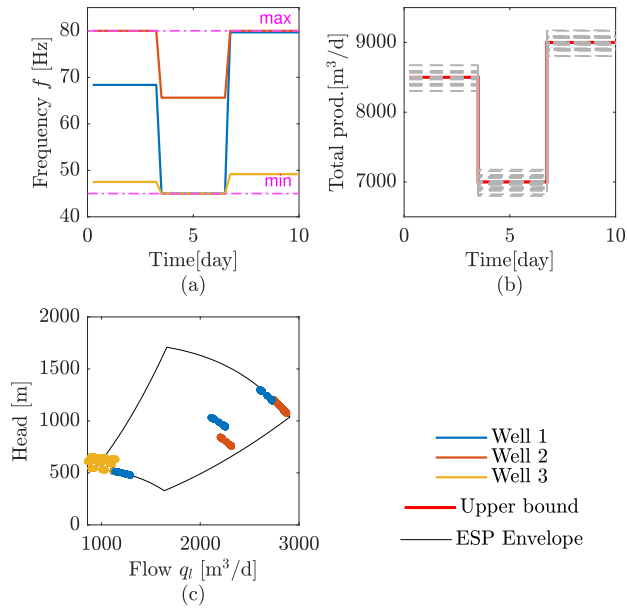 80
70
60
50
40
Frequency f [Hz]
max
min
0
5
10
Time[day]
(a)
9000
8000
7000
Total prod.[m³/d]
0
5
10
Time[day]
(b)
2000
1500
1000
500
0
Head [m]
1000
2000
3000
Flow qₗ [m³/d]
(c)
Well 1
Well 2
Well 3
Upper bound
ESP Envelope